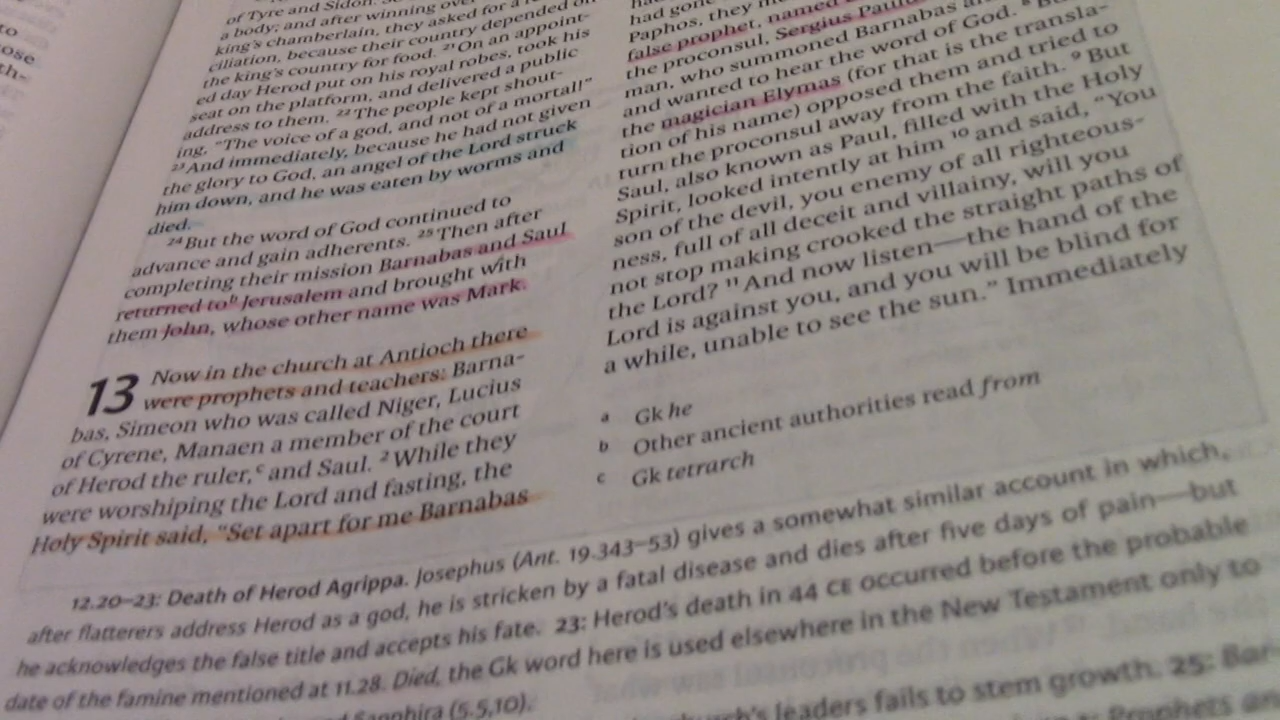 to
ose
th-
of Tyre and Sidon.
a body; and after winning over
king's chamberlain, they asked for a
ciliation, because their country depended on
the king's country for food. 21 On an appoint-
ed day Herod put on his royal robes, took his
seat on the platform, and delivered a public
address to them. 22 The people kept shout-
ing, "The voice of a god, and not of a mortal!"
23 And immediately, because he had not given
the glory to God, an angel of the Lord struck
him down, and he was eaten by worms and
died.
24 But the word of God continued to
advance and gain adherents. 25 Then after
completing their mission Barnabas and Saul
returned to b Jerusalem and brought with
them John, whose other name was Mark.
13 Now in the church at Antioch there
were prophets and teachers: Barna-
bas, Simeon who was called Niger, Lucius
of Cyrene, Manaen a member of the court
of Herod the ruler, c and Saul. 2 While they
were worshiping the Lord and fasting, the
Holy Spirit said, "Set apart for me Barnabas
had gone
Paphos, they
false prophet, named
the proconsul, Sergius Paulus
man, who summoned Barnabas
and wanted to hear the word of God. 8
the magician Elymas (for that is the transla-
tion of his name) opposed them and tried to
turn the proconsul away from the faith. 9 But
Saul, also known as Paul, filled with the Holy
Spirit, looked intently at him 10 and said, "You
son of the devil, you enemy of all righteous-
ness, full of all deceit and villainy, will you
not stop making crooked the straight paths of
the Lord? 11 And now listen—the hand of the
Lord is against you, and you will be blind for
a while, unable to see the sun." Immediately
a Gk he
b Other ancient authorities read from
c Gk tetrarch
12.20–23: Death of Herod Agrippa. Josephus (Ant. 19.343–53) gives a somewhat similar account in which,
after flatterers address Herod as a god, he is stricken by a fatal disease and dies after five days of pain—but
he acknowledges the false title and accepts his fate. 23: Herod's death in 44 CE occurred before the probable
date of the famine mentioned at 11.28. Died, the Gk word here is used elsewhere in the New Testament only to
Sapphira (5.5,10). church's leaders fails to stem growth. 25: Bar-
Prophets an